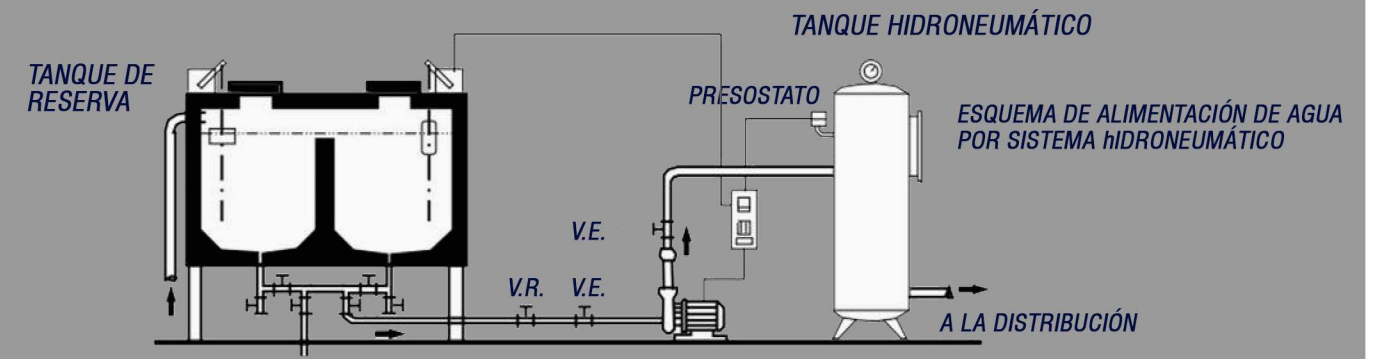 TANQUE HIDRONEUMÁTICO
TANQUE DE
RESERVA
PRESOSTATO
ESQUEMA DE ALIMENTACIÓN DE AGUA
POR SISTEMA hIDRONEUMÁTICO
V.E.
V.R.
V.E.
A LA DISTRIBUCIÓN